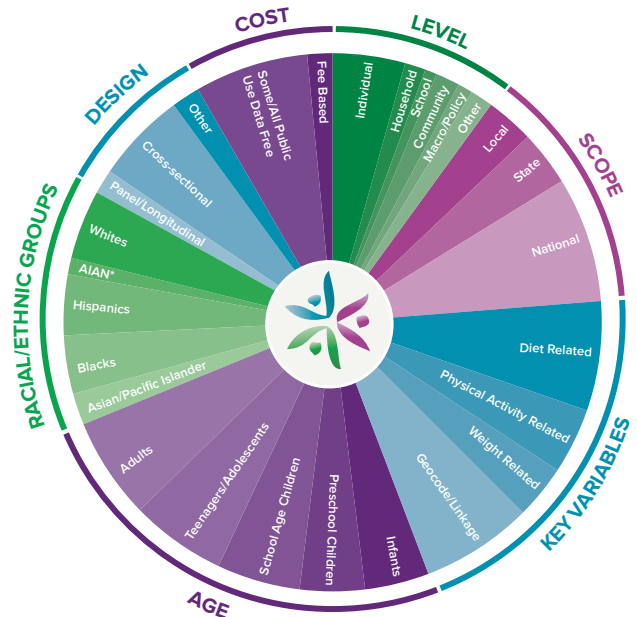 LEVEL
Individual
Household
School
Community
Macro/Policy
Other
SCOPE
Local
State
National
KEY VARIABLES
Diet Related
Physical Activity Related
Weight Related
Geocode/Linkage
AGE
Infants
Preschool Children
School Age Children
Teenagers/Adolescents
Adults
RACIAL/ETHNIC GROUPS
Asian/Pacific Islander
Blacks
Hispanics
AIAN*
Whites
DESIGN
Panel/Longitudinal
Cross-sectional
Other
COST
Some/All Public
Use Data Free
Fee Based